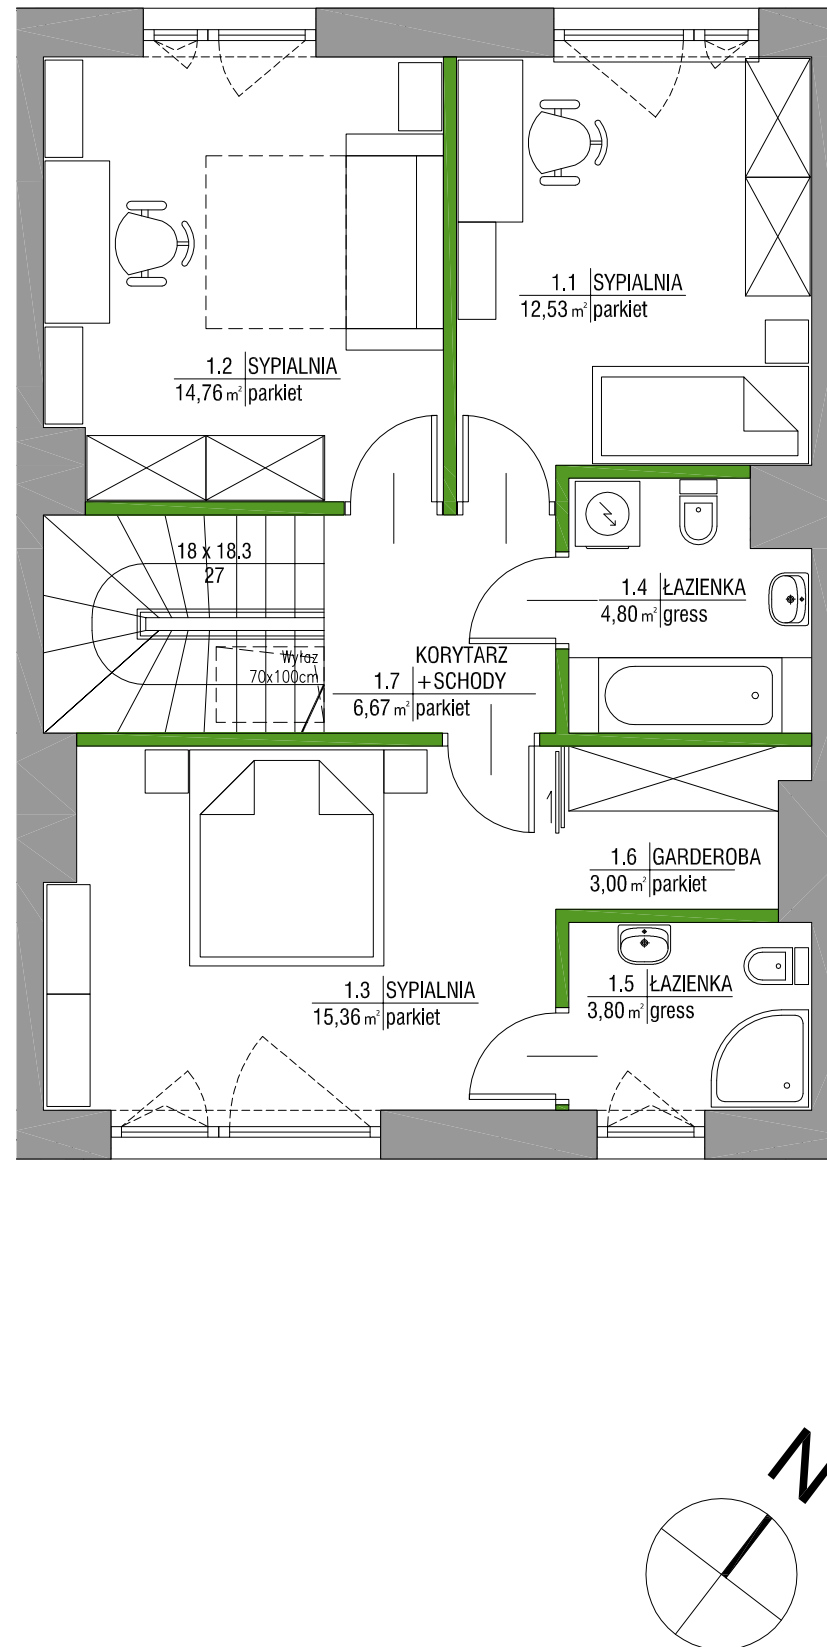 1.1 SYPIALNIA
12,53 m² parkiet
1.2 SYPIALNIA
14,76 m² parkiet
18 x 18.3
27
1.4 ŁAZIENKA
4,80 m² gress
Wyłaz
70x100cm
KORYTARZ
1.7 +SCHODY
6,67 m² parkiet
1.6 GARDEROBA
3,00 m² parkiet
1.3 SYPIALNIA
15,36 m² parkiet
1.5 ŁAZIENKA
3,80 m² gress
N